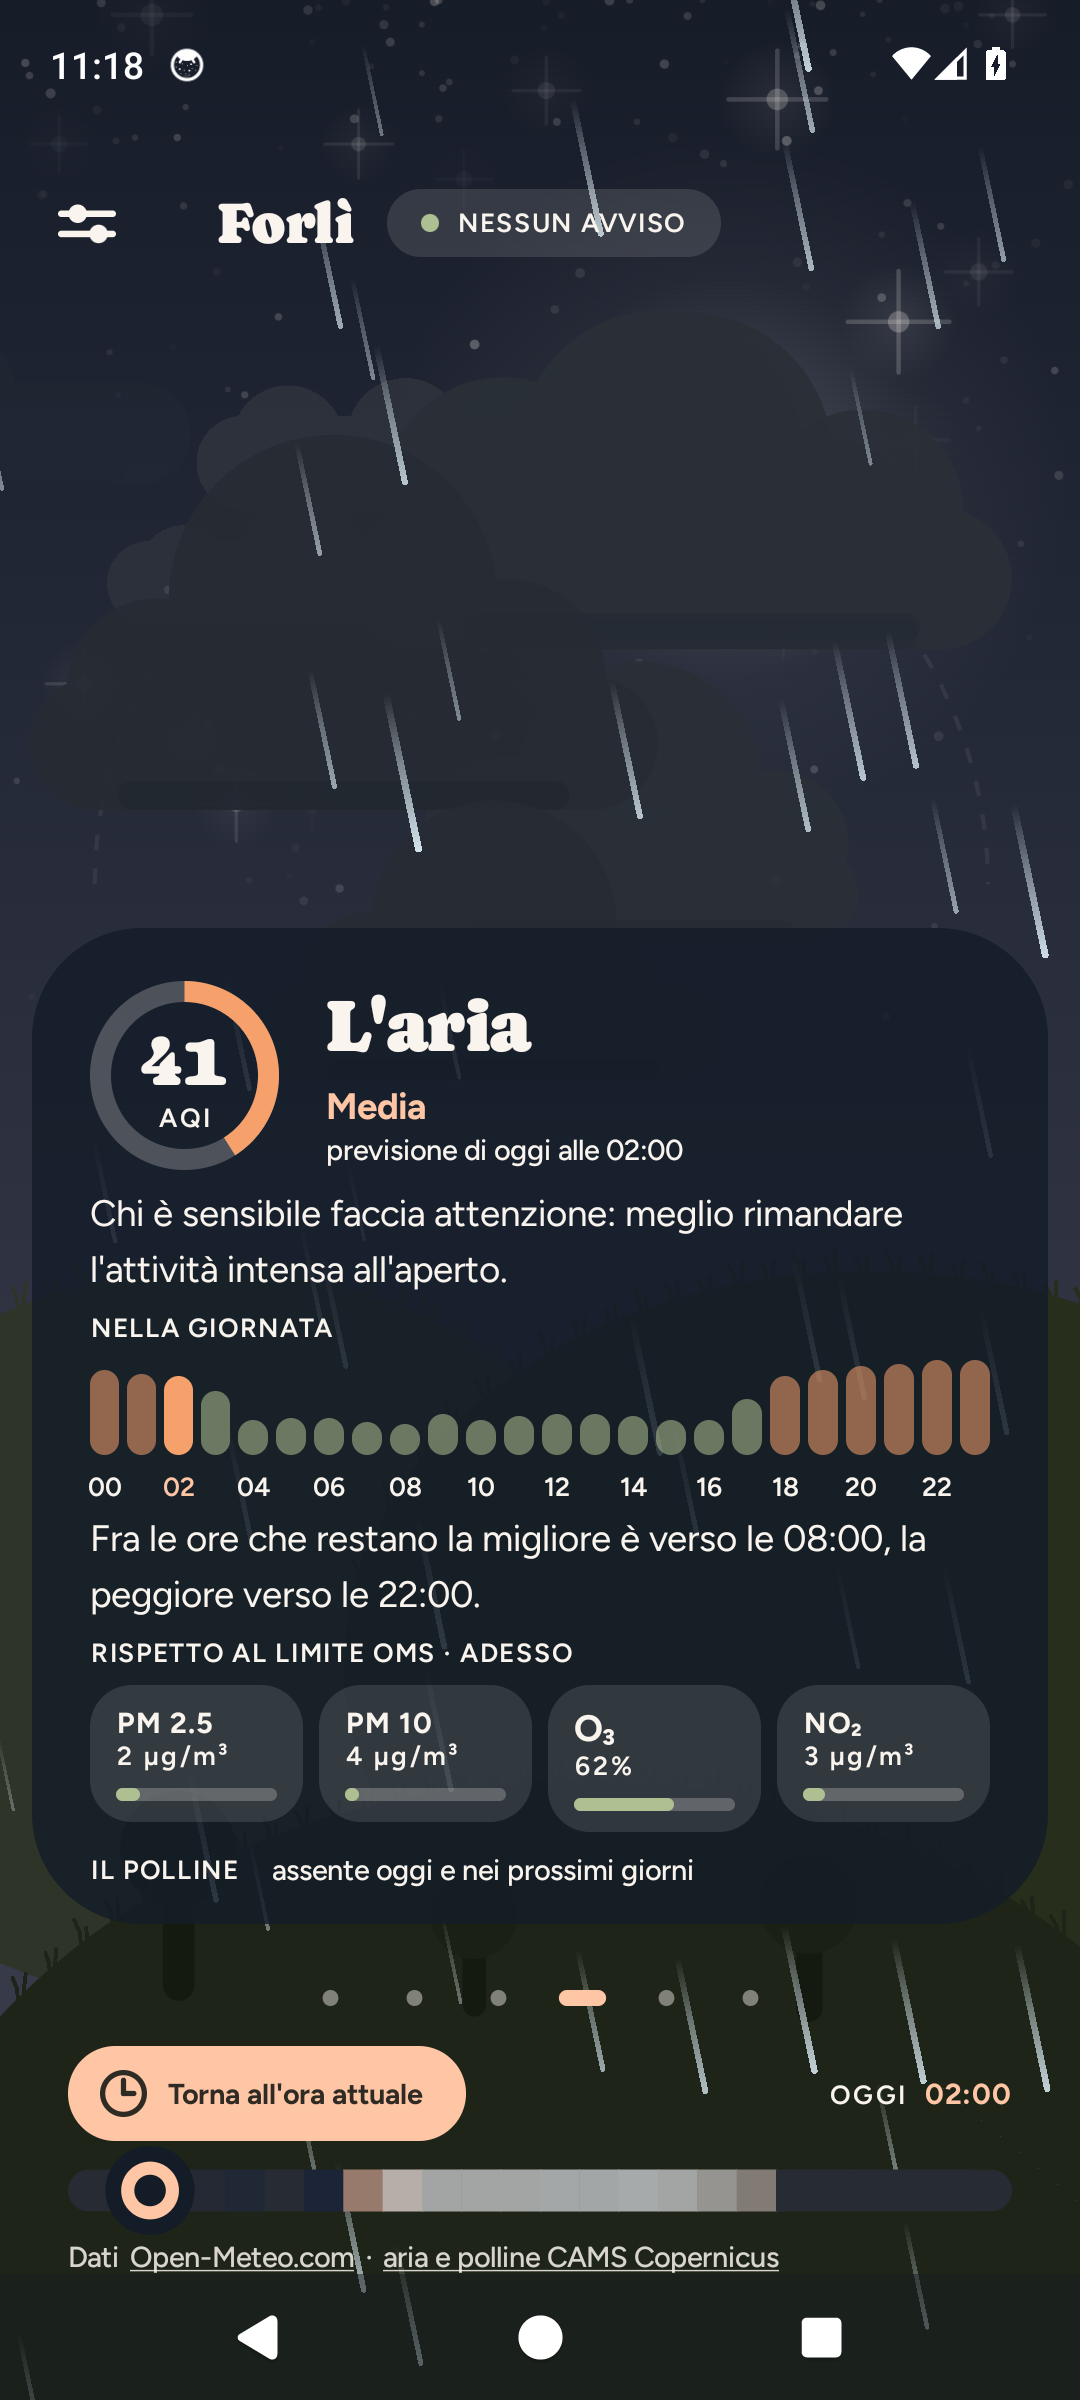 11:18
Forlì
NESSUN AVVISO
41
AQI
L'aria
Media
previsione di oggi alle 02:00
Chi è sensibile faccia attenzione: meglio rimandare
l'attività intensa all'aperto.
NELLA GIORNATA
00 02 04 06 08 10 12 14 16 18 20 22
Fra le ore che restano la migliore è verso le 08:00, la
peggiore verso le 22:00.
RISPETTO AL LIMITE OMS · ADESSO
PM 2.5
2 µg/m³
PM 10
4 µg/m³
O₃
62%
NO₂
3 µg/m³
IL POLLINE assente oggi e nei prossimi giorni
Torna all'ora attuale
OGGI 02:00
Dati Open-Meteo.com · aria e polline CAMS Copernicus